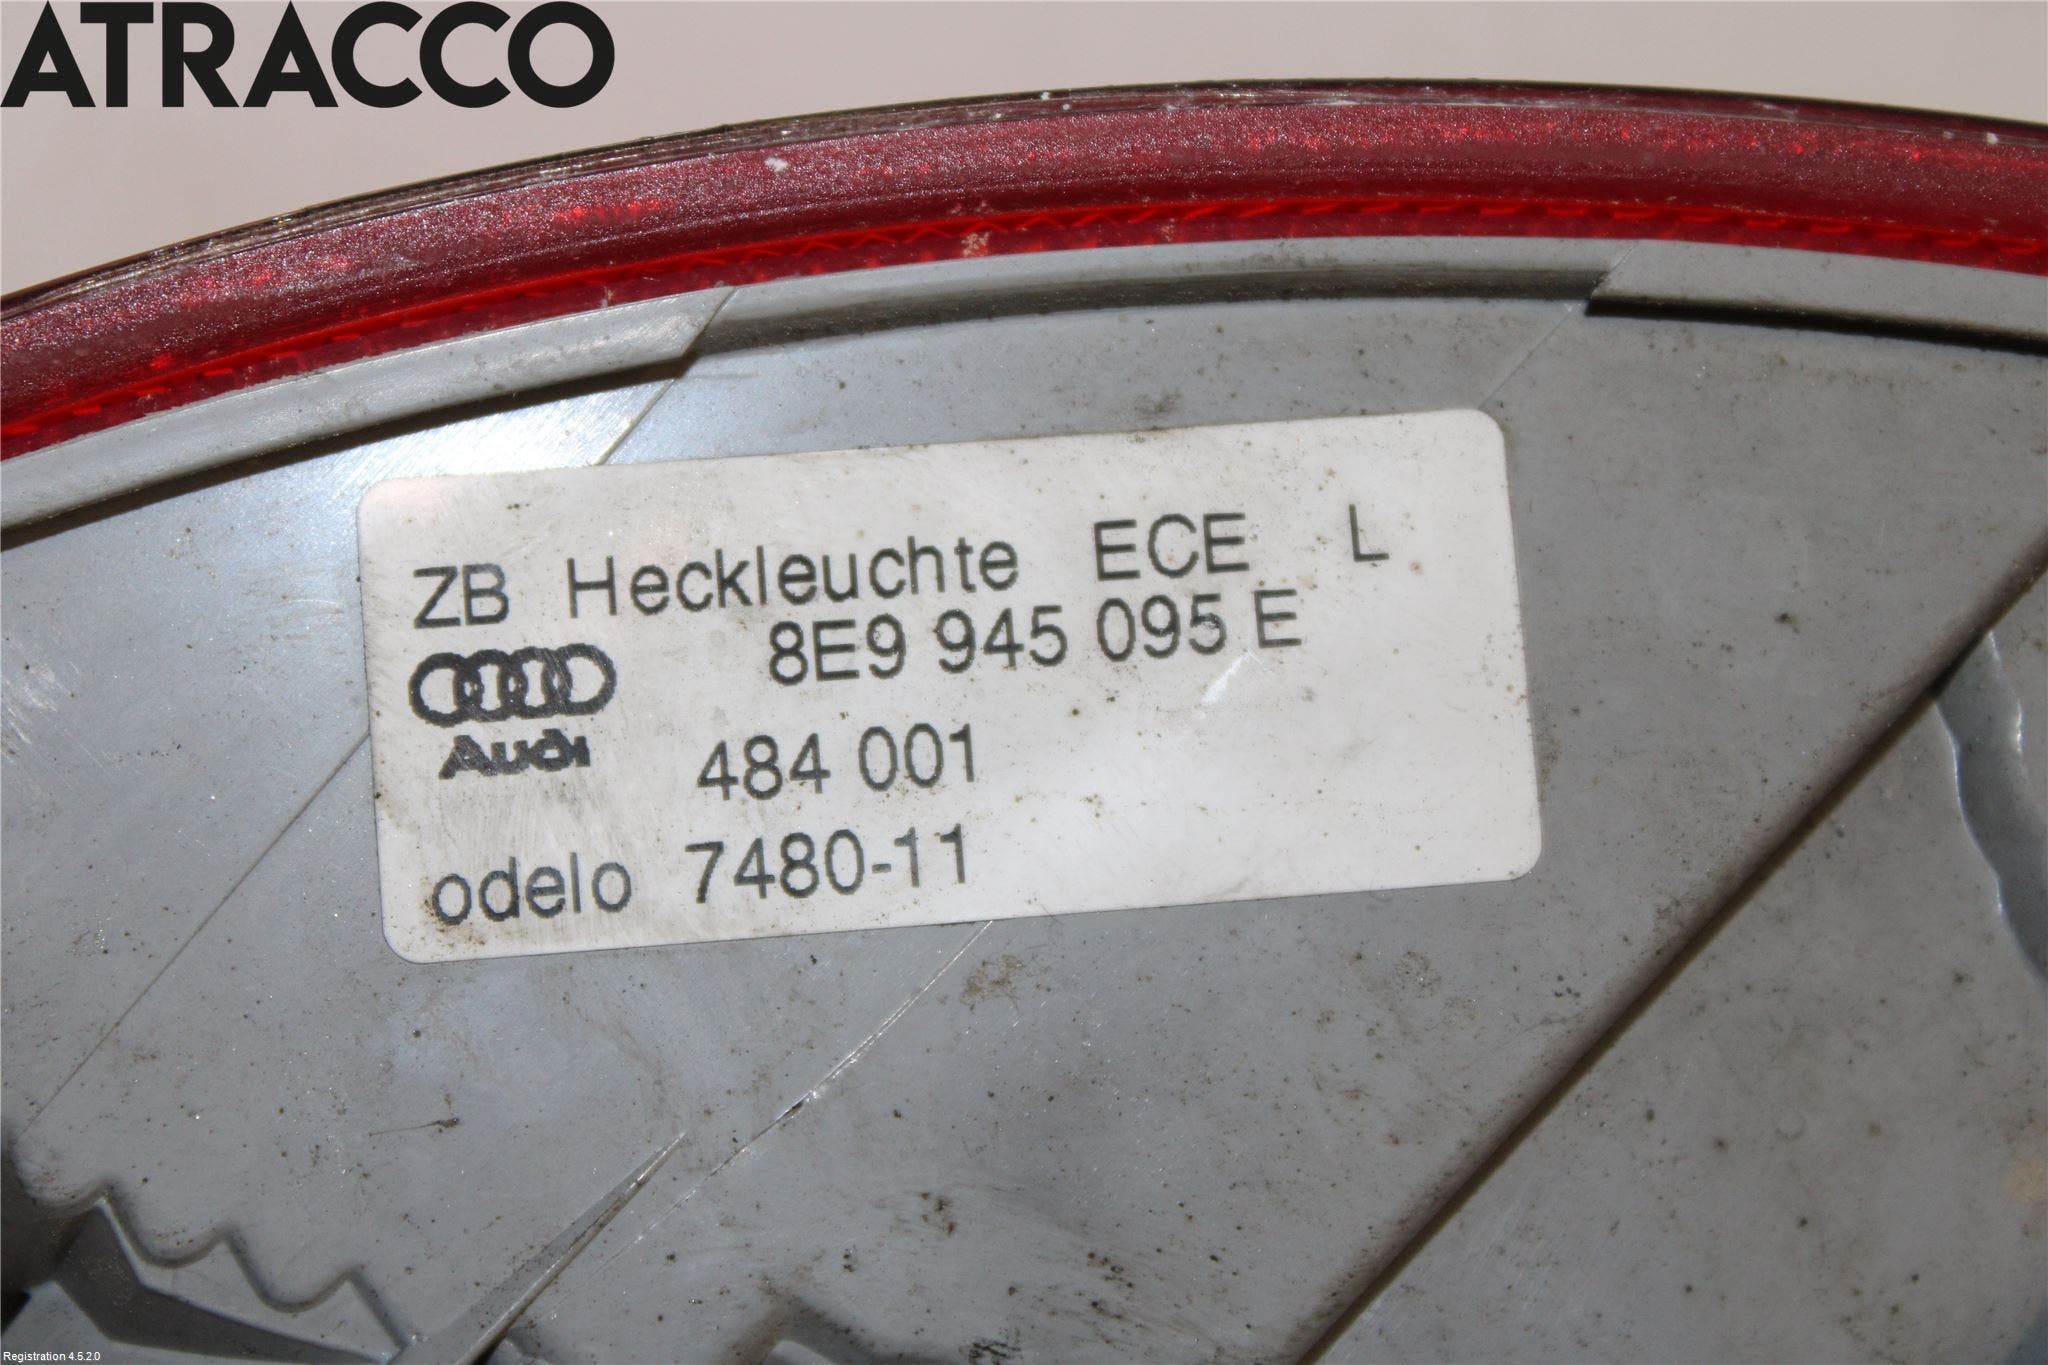 ATRACCO
ZB Heckleuchte ECE L
8E9 945 095 E
Audi
484 001
odelo 7480-11
Registration 4.5.2.0